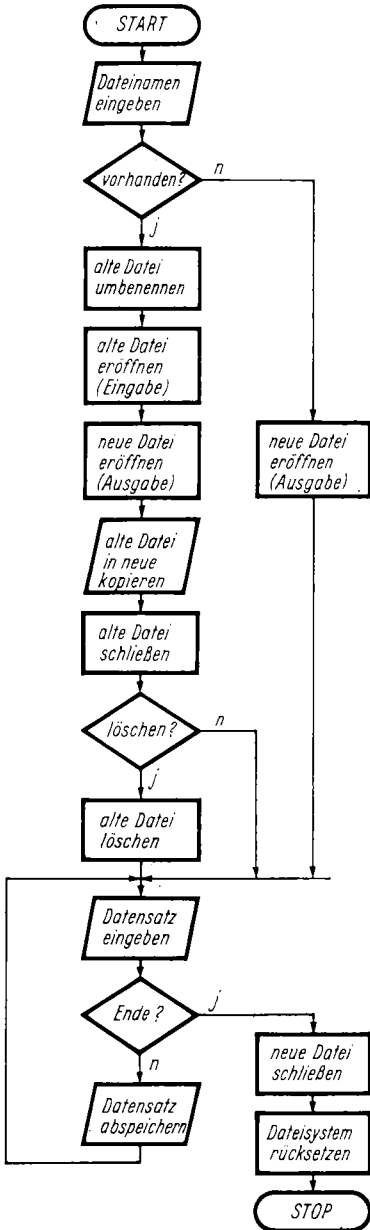 START
Dateinamen
eingeben
vorhanden?
n
j
alte Datei
umbenennen
alte Datei
eröffnen
(Eingabe)
neue Datei
eröffnen
(Ausgabe)
neue Datei
eröffnen
(Ausgabe)
alte Datei
in neue
kopieren
alte Datei
schließen
löschen?
n
j
alte Datei
löschen
Datensatz
eingeben
Ende?
j
n
neue Datei
schließen
Datensatz
abspeichern
Dateisystem
rücksetzen
STOP